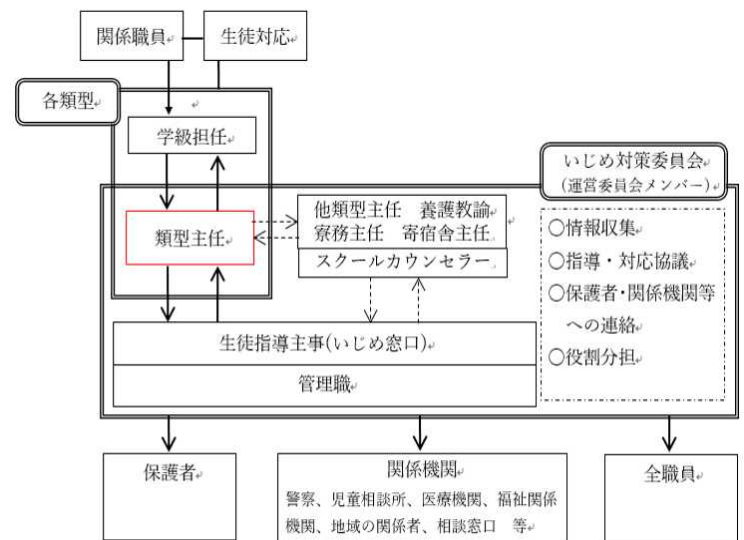 関係職員
生徒対応
各類型
学級担任
いじめ対策委員会
(運営委員会メンバー)
類型主任
他類型主任　養護教諭
寮務主任　寄宿舎主任
スクールカウンセラー
〇情報収集
〇指導・対応協議
〇保護者・関係機関等
への連絡
〇役割分担
生徒指導主事(いじめ窓口)
管理職
保護者
関係機関
警察、児童相談所、医療機関、福祉関係
機関、地域の関係者、相談窓口　等
全職員